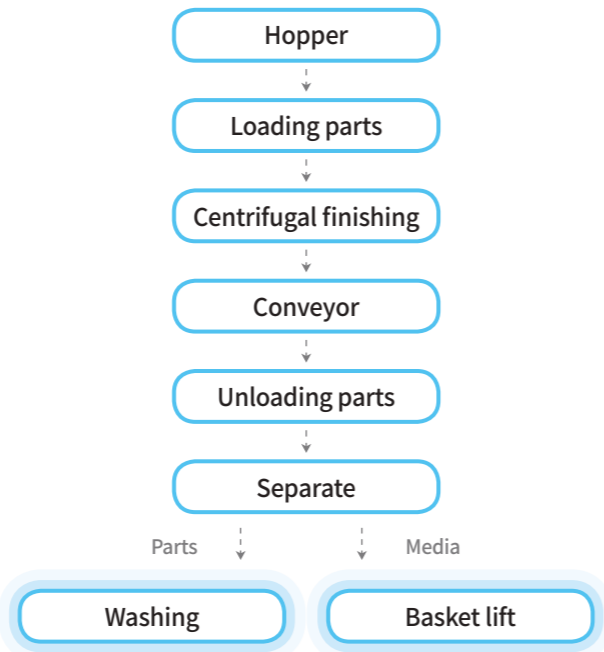 Hopper
Loading parts
Centrifugal finishing
Conveyor
Unloading parts
Separate
Parts
Media
Washing
Basket lift